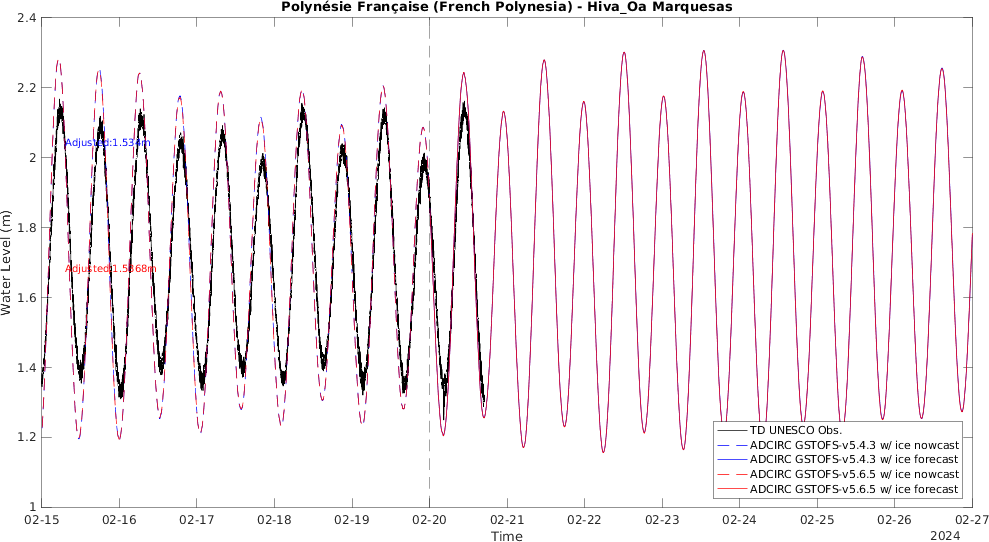 Polynésie Française (French Polynesia) - Hiva_Oa Marquesas
2.4
2.2
2
1.8
1.6
1.4
1.2
1
Water Level (m)
Adjusted:1.534m
Adjusted:1.5368m
TD UNESCO Obs.
ADCIRC GSTOFS-v5.4.3 w/ ice nowcast
ADCIRC GSTOFS-v5.4.3 w/ ice forecast
ADCIRC GSTOFS-v5.6.5 w/ ice nowcast
ADCIRC GSTOFS-v5.6.5 w/ ice forecast
02-15 02-16 02-17 02-18 02-19 02-20 02-21 02-22 02-23 02-24 02-25 02-26 02-27
Time
2024